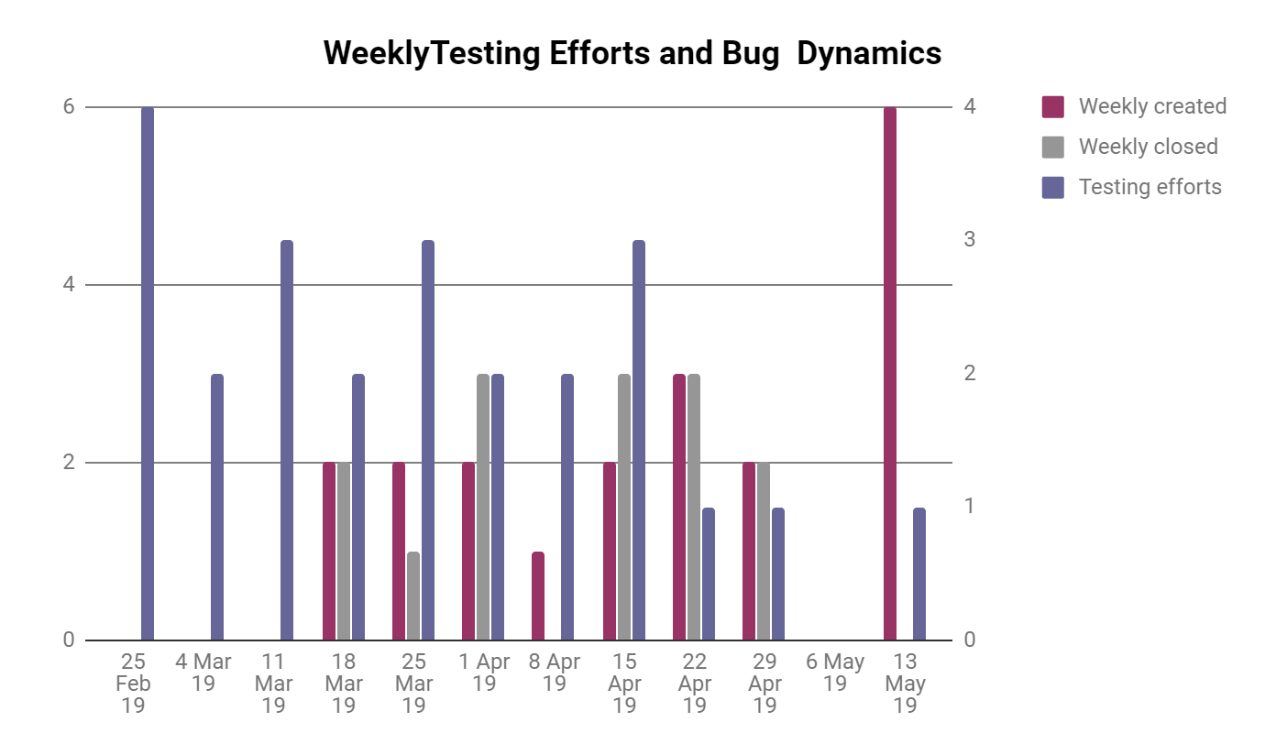 WeeklyTesting Efforts and Bug  Dynamics
6
4
2
0
4
3
2
1
0
Weekly created
Weekly closed
Testing efforts
25
Feb
19
4 Mar
19
11
Mar
19
18
Mar
19
25
Mar
19
1 Apr
19
8 Apr
19
15
Apr
19
22
Apr
19
29
Apr
19
6 May
19
13
May
19